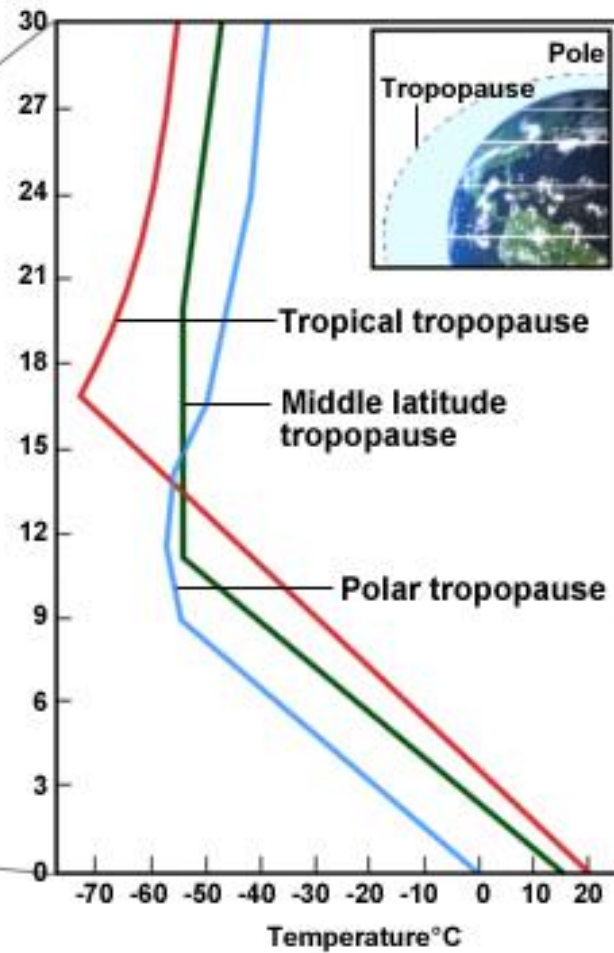 30
27
24
21
18
15
12
9
6
3
0
Pole
Tropopause
Tropical tropopause
Middle latitude
tropopause
Polar tropopause
-70 -60 -50 -40 -30 -20 -10 0 10 20
Temperature°C